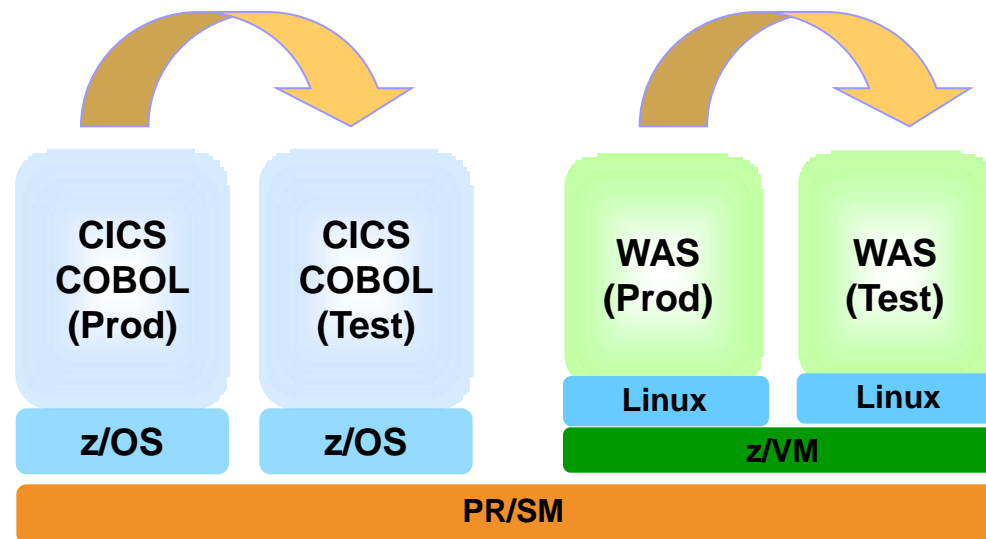 CICS
COBOL
(Prod)
CICS
COBOL
(Test)
WAS
(Prod)
WAS
(Test)
Linux
Linux
z/OS
z/OS
z/VM
PR/SM